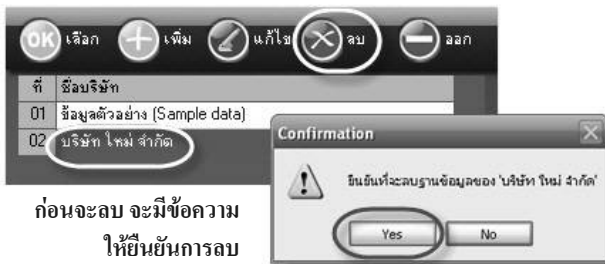 OK เลือก เพิ่ม แก้ไข ลบ ออก
ที่ ชื่อบริษัท
01 ข้อมูลตัวอย่าง (Sample data)
02 บริษัท ใหม่ จำกัด
Confirmation
ยืนยันที่จะลบฐานข้อมูลของ 'บริษัท ใหม่ จำกัด'
Yes No
ก่อนจะลบ จะมีข้อความ
ให้ยืนยันการลบ